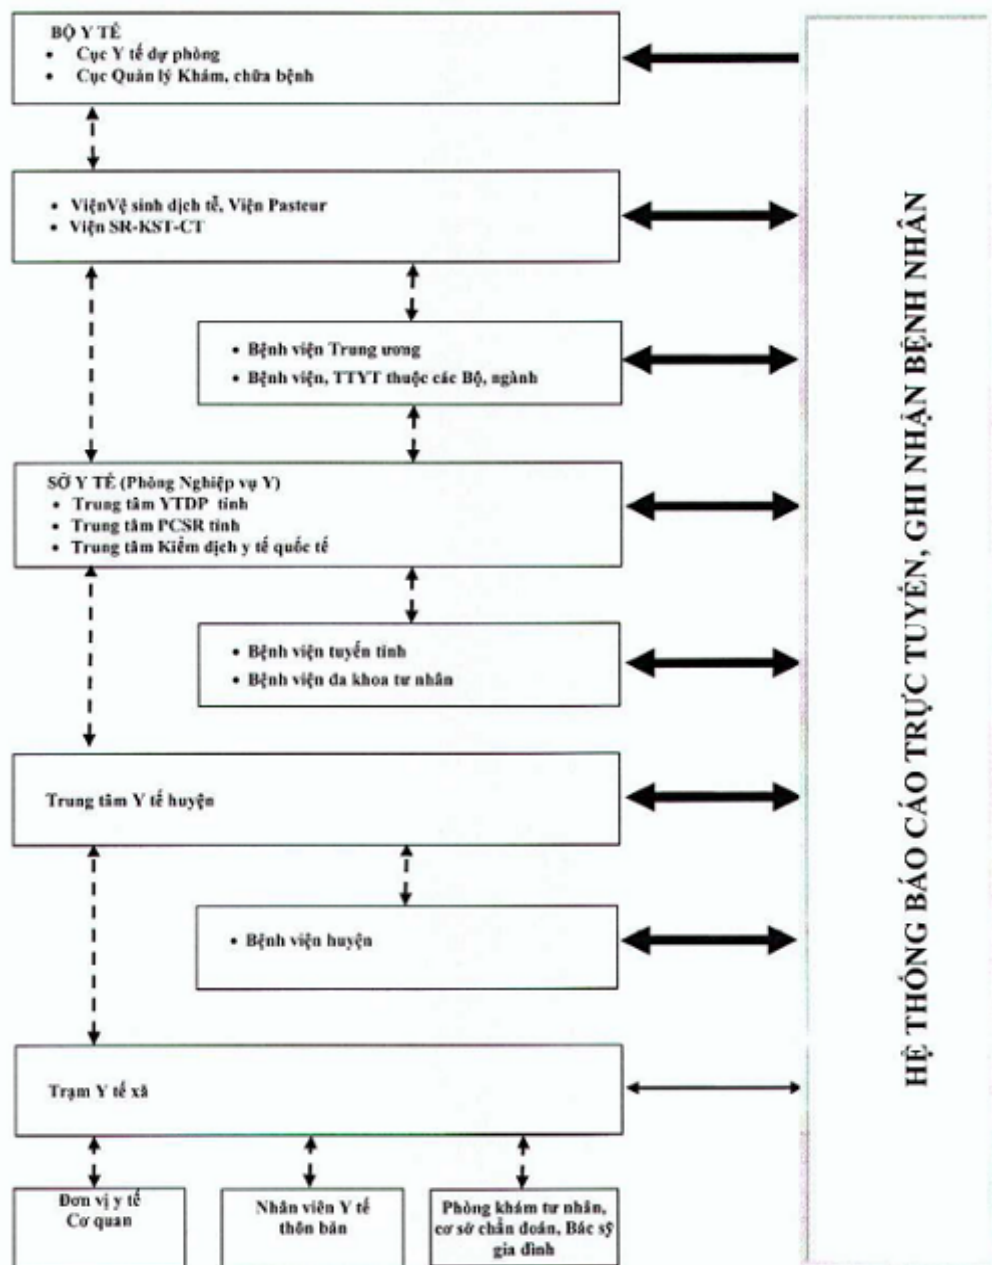 BỘ Y TẾ
• Cục Y tế dự phòng
• Cục Quản lý Khám, chữa bệnh
• ViệnVệ sinh dịch tễ, Viện Pasteur
• Viện SR-KST-CT
• Bệnh viện Trung ương
• Bệnh viện, TTYT thuộc các Bộ, ngành
SỞ Y TẾ (Phòng Nghiệp vụ Y)
• Trung tâm YTDP tỉnh
• Trung tâm PCSR tỉnh
• Trung tâm Kiểm dịch y tế quốc tế
• Bệnh viện tuyến tỉnh
• Bệnh viện đa khoa tư nhân
Trung tâm Y tế huyện
• Bệnh viện huyện
Trạm Y tế xã
Đơn vị y tế
Cơ quan
Nhân viên Y tế
thôn bản
Phòng khám tư nhân,
cơ sở chẩn đoán, Bác sỹ
gia đình
HỆ THỐNG BÁO CÁO TRỰC TUYẾN, GHI NHẬN BỆNH NHÂN